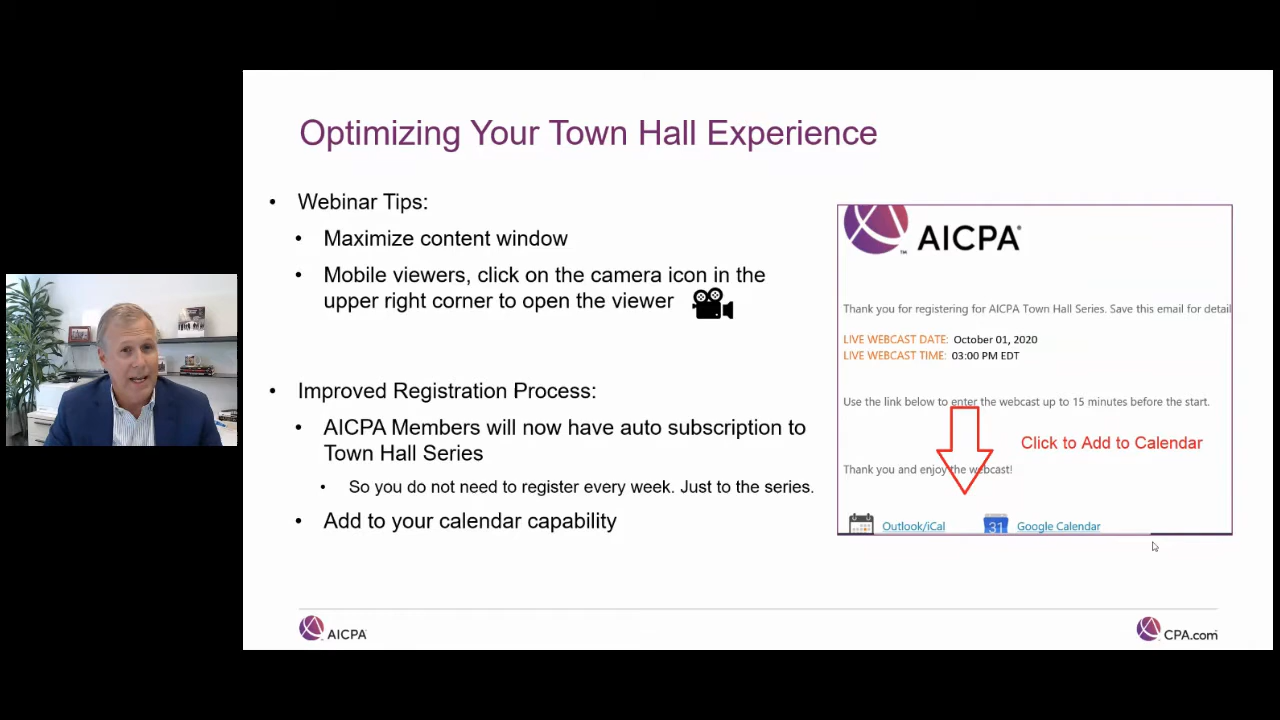 Optimizing Your Town Hall Experience
• Webinar Tips:
• Maximize content window
• Mobile viewers, click on the camera icon in the
upper right corner to open the viewer
• Improved Registration Process:
• AICPA Members will now have auto subscription to
Town Hall Series
• So you do not need to register every week. Just to the series.
• Add to your calendar capability
AICPA®
Thank you for registering for AICPA Town Hall Series. Save this email for detail
LIVE WEBCAST DATE: October 01, 2020
LIVE WEBCAST TIME: 03:00 PM EDT
Use the link below to enter the webcast up to 15 minutes before the start.
Click to Add to Calendar
Thank you and enjoy the webcast!
Outlook/iCal
31 Google Calendar
AICPA
CPA.com